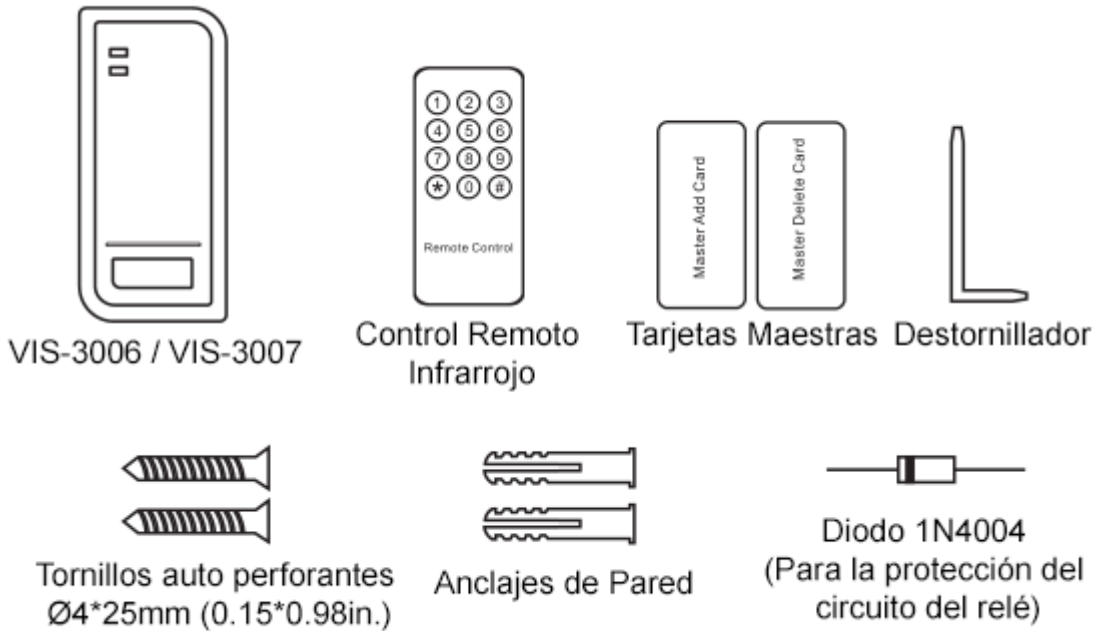 1 2 3
4 5 6
7 8 9
* 0 #
Remote Control
Master Add Card
Master Delete Card
VIS-3006 / VIS-3007
Control Remoto
Infrarrojo
Tarjetas Maestras
Destornillador
Tornillos auto perforantes
Ø4*25mm (0.15*0.98in.)
Anclajes de Pared
Diodo 1N4004
(Para la protección del
circuito del relé)